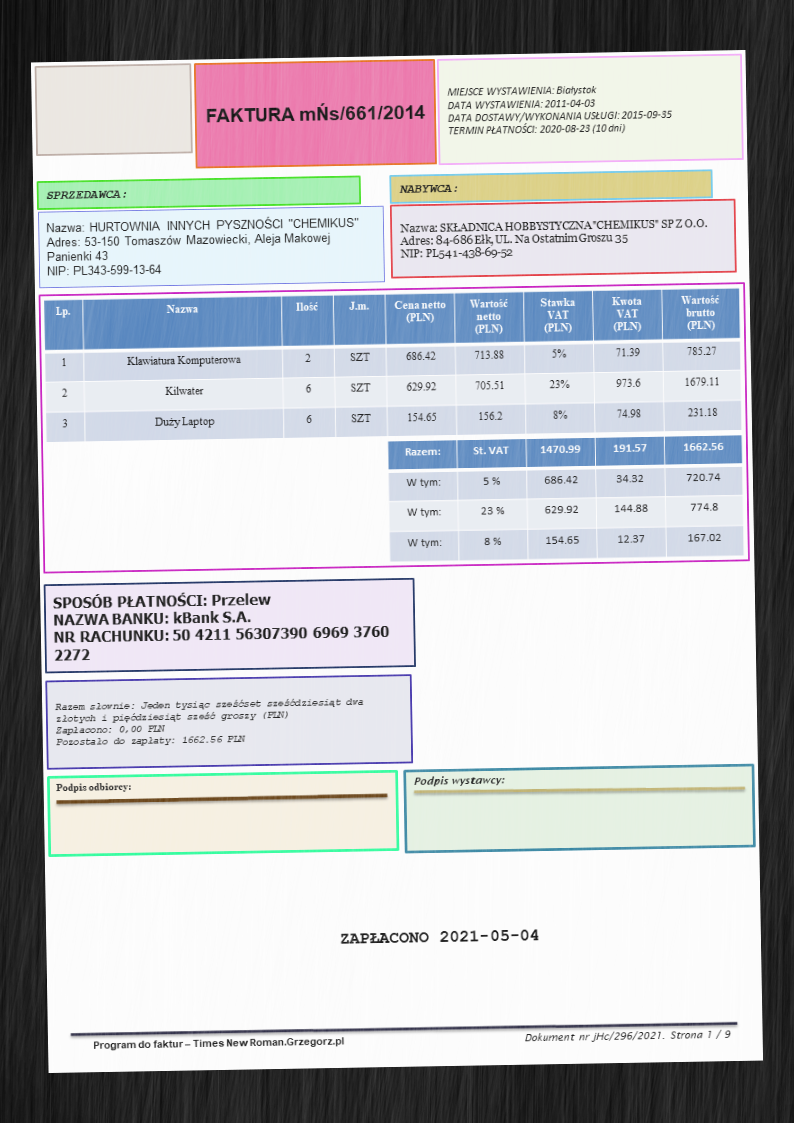 FAKTURA mŃs/661/2014
MIEJSCE WYSTAWIENIA: Białystok
DATA WYSTAWIENIA: 2011-04-03
DATA DOSTAWY/WYKONANIA USŁUGI: 2015-09-35
TERMIN PŁATNOŚCI: 2020-08-23 (10 dni)
SPRZEDAWCA:
Nazwa: HURTOWNIA INNYCH PYSZNOŚCI "CHEMIKUS"
Adres: 53-150 Tomaszów Mazowiecki, Aleja Makowej
Panienki 43
NIP: PL343-599-13-64
NABYWCA:
Nazwa: SKŁADNICA HOBBYSTYCZNA"CHEMIKUS" SP Z O.O.
Adres: 84-686 Ełk, UL. Na Ostatnim Groszu 35
NIP: PL541-438-69-52
Lp. Nazwa Ilość J.m. Cena netto (PLN) Wartość netto (PLN) Stawka VAT (PLN) Kwota VAT (PLN) Wartość brutto (PLN)
1 Klawiatura Komputerowa 2 SZT 686.42 713.88 5% 71.39 785.27
2 Kilwater 6 SZT 629.92 705.51 23% 973.6 1679.11
3 Duży Laptop 6 SZT 154.65 156.2 8% 74.98 231.18
Razem: St. VAT 1470.99 191.57 1662.56
W tym: 5 % 686.42 34.32 720.74
W tym: 23 % 629.92 144.88 774.8
W tym: 8 % 154.65 12.37 167.02
SPOSÓB PŁATNOŚCI: Przelew
NAZWA BANKU: kBank S.A.
NR RACHUNKU: 50 4211 56307390 6969 3760
2272
Razem słownie: Jeden tysiąc sześćset sześćdziesiąt dwa
złotych i pięćdziesiąt sześć groszy (PLN)
Zapłacono: 0,00 PLN
Pozostało do zapłaty: 1662.56 PLN
Podpis odbiorcy:
Podpis wystawcy:
ZAPŁACONO 2021-05-04
Program do faktur – Times New Roman.Grzegorz.pl
Dokument nr jHc/296/2021. Strona 1 / 9